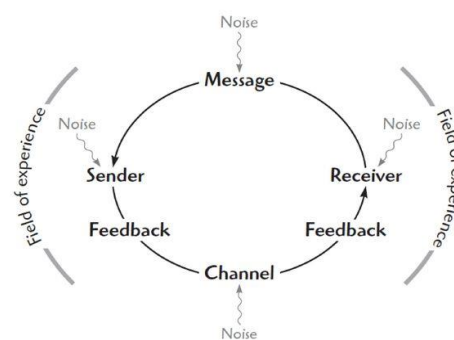 Noise
Message
Field of experience
Noise
Noise
Field of experience
Sender
Receiver
Feedback
Feedback
Channel
Noise